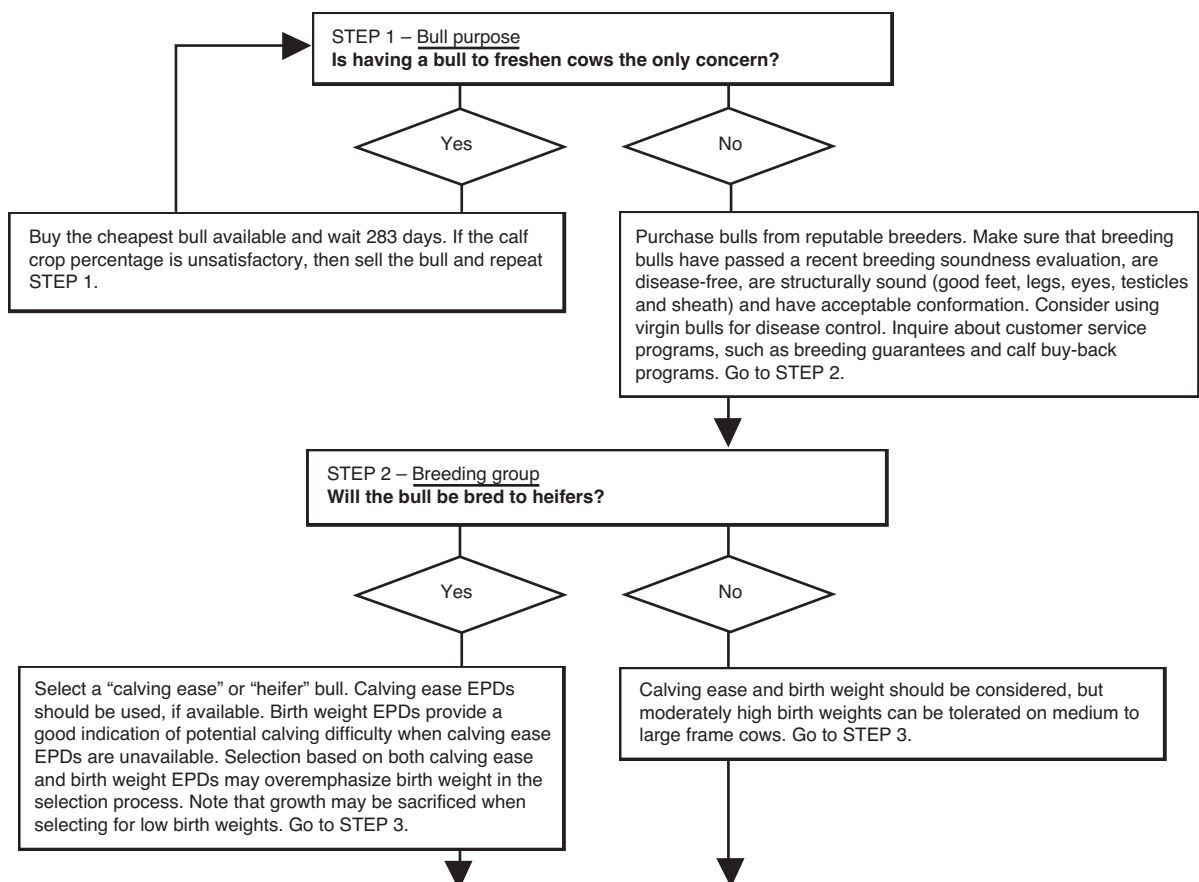 STEP 1 – Bull purpose
Is having a bull to freshen cows the only concern?
Yes
No
Buy the cheapest bull available and wait 283 days. If the calf
crop percentage is unsatisfactory, then sell the bull and repeat
STEP 1.
Purchase bulls from reputable breeders. Make sure that breeding
bulls have passed a recent breeding soundness evaluation, are
disease-free, are structurally sound (good feet, legs, eyes, testicles
and sheath) and have acceptable conformation. Consider using
virgin bulls for disease control. Inquire about customer service
programs, such as breeding guarantees and calf buy-back
programs. Go to STEP 2.
STEP 2 – Breeding group
Will the bull be bred to heifers?
Yes
No
Select a “calving ease” or “heifer” bull. Calving ease EPDs
should be used, if available. Birth weight EPDs provide a
good indication of potential calving difficulty when calving ease
EPDs are unavailable. Selection based on both calving ease
and birth weight EPDs may overemphasize birth weight in the
selection process. Note that growth may be sacrificed when
selecting for low birth weights. Go to STEP 3.
Calving ease and birth weight should be considered, but
moderately high birth weights can be tolerated on medium to
large frame cows. Go to STEP 3.